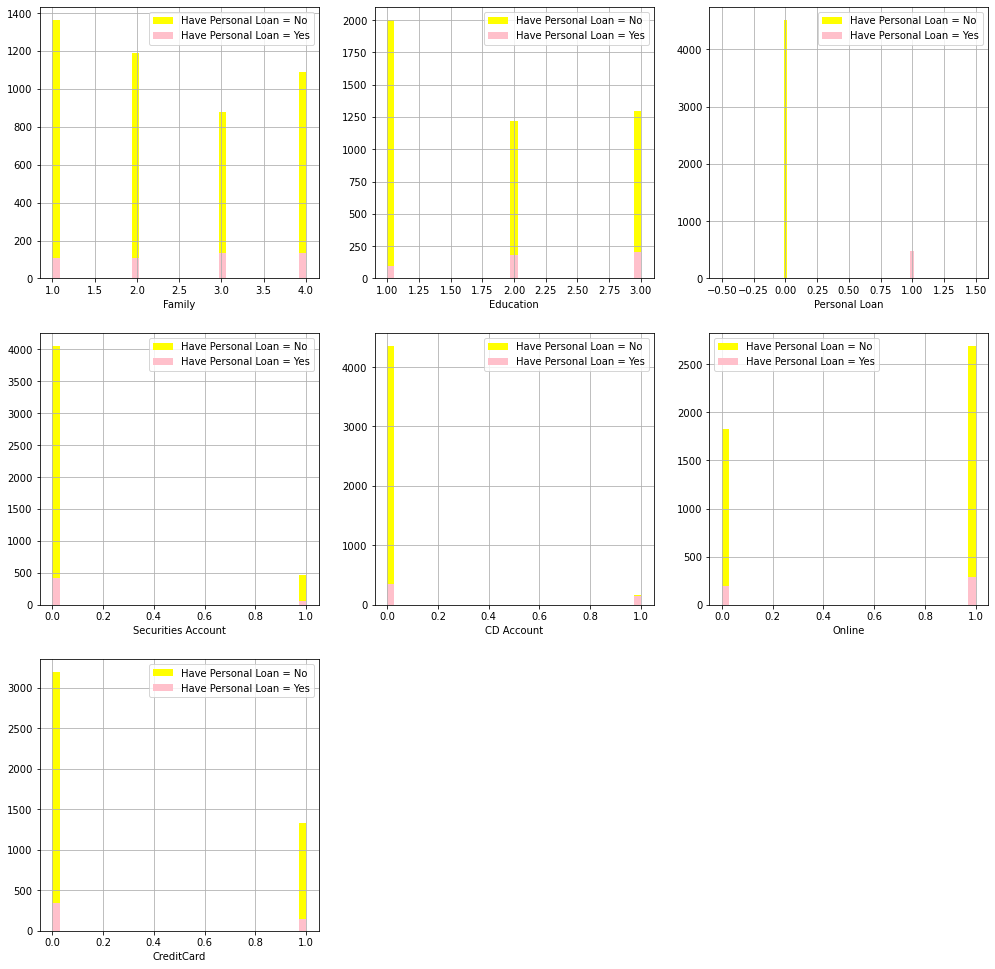 Have Personal Loan = No
Have Personal Loan = Yes
1400
1200
1000
800
600
400
200
0
1.0 1.5 2.0 2.5 3.0 3.5 4.0
Family
Have Personal Loan = No
Have Personal Loan = Yes
2000
1750
1500
1250
1000
750
500
250
0
1.00 1.25 1.50 1.75 2.00 2.25 2.50 2.75 3.00
Education
Have Personal Loan = No
Have Personal Loan = Yes
4000
3000
2000
1000
0
−0.50 −0.25 0.00 0.25 0.50 0.75 1.00 1.25 1.50
Personal Loan
Have Personal Loan = No
Have Personal Loan = Yes
4000
3500
3000
2500
2000
1500
1000
500
0
0.0 0.2 0.4 0.6 0.8 1.0
Securities Account
Have Personal Loan = No
Have Personal Loan = Yes
4000
3000
2000
1000
0
0.0 0.2 0.4 0.6 0.8 1.0
CD Account
Have Personal Loan = No
Have Personal Loan = Yes
2500
2000
1500
1000
500
0
0.0 0.2 0.4 0.6 0.8 1.0
Online
Have Personal Loan = No
Have Personal Loan = Yes
3000
2500
2000
1500
1000
500
0
0.0 0.2 0.4 0.6 0.8 1.0
CreditCard